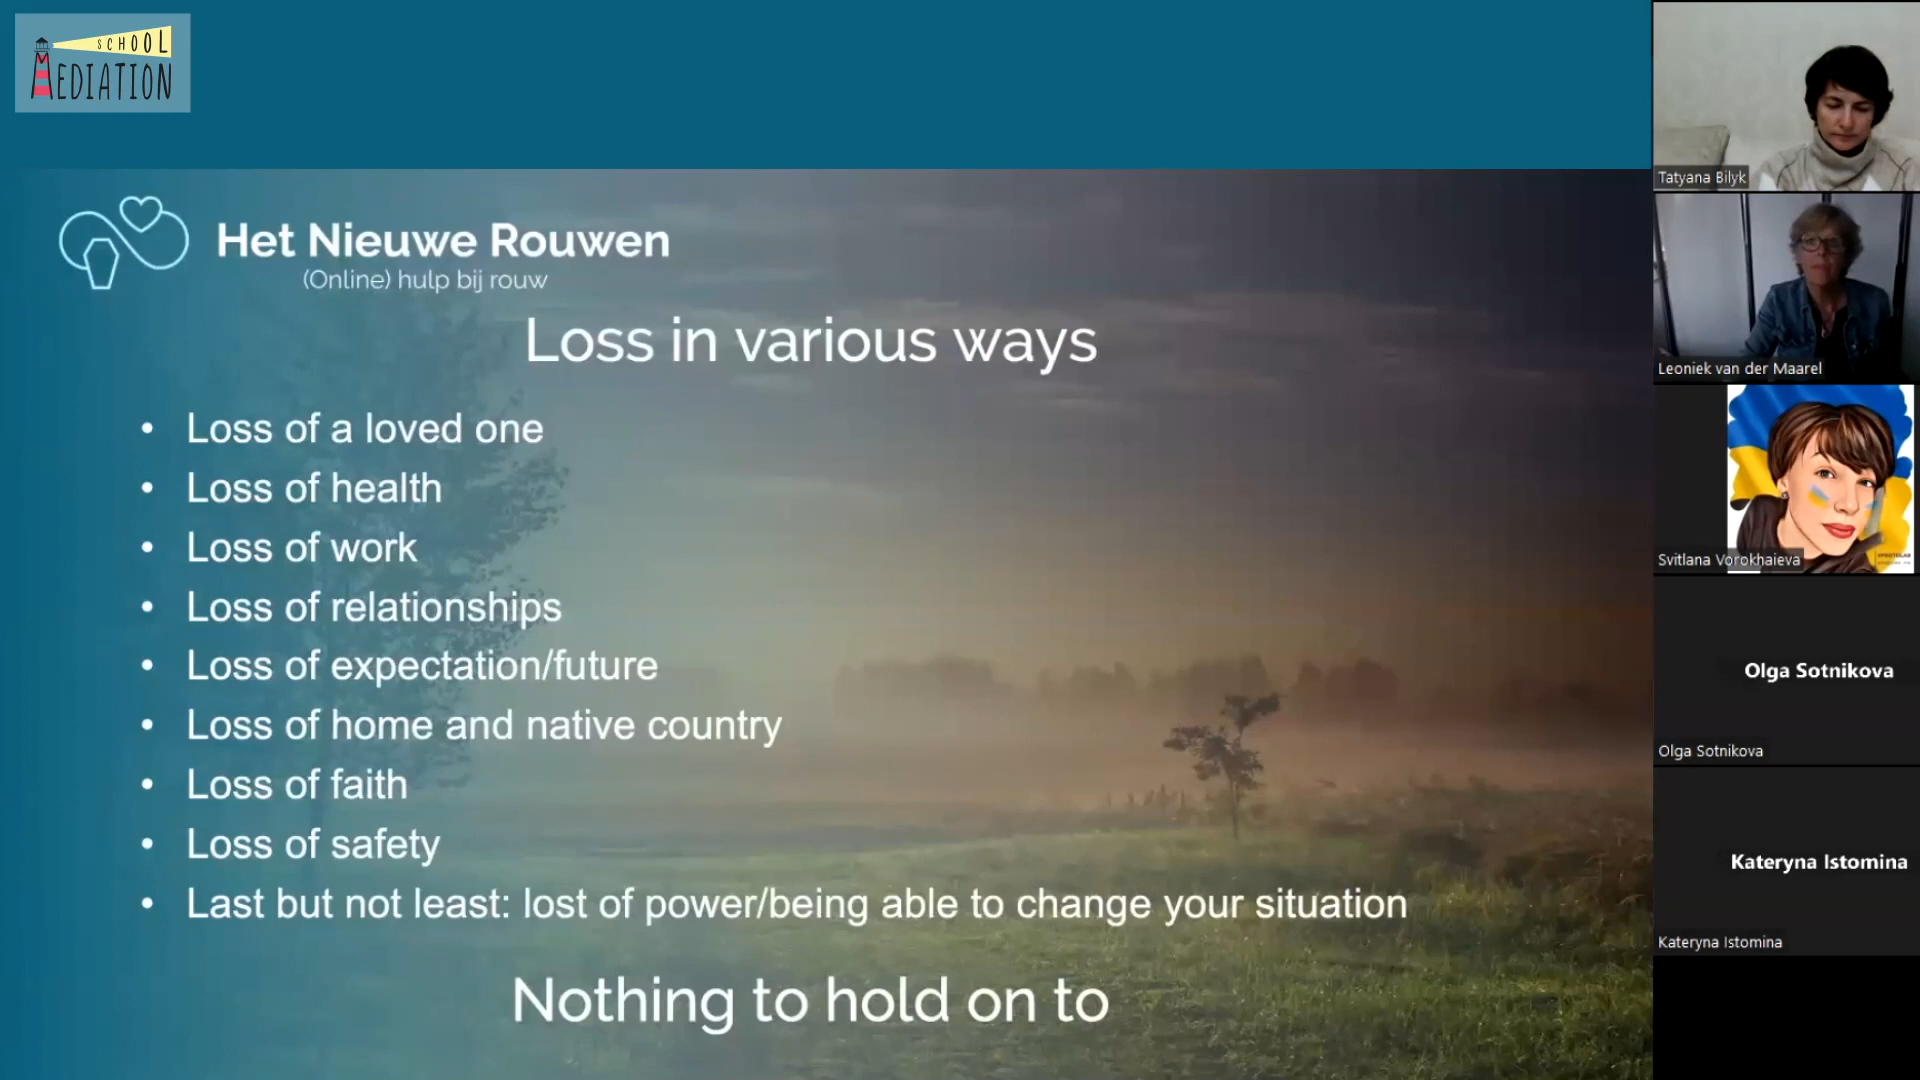 SCHOOL
MEDIATION
Het Nieuwe Rouwen
(Online) hulp bij rouw
Loss in various ways
• Loss of a loved one
• Loss of health
• Loss of work
• Loss of relationships
• Loss of expectation/future
• Loss of home and native country
• Loss of faith
• Loss of safety
• Last but not least: lost of power/being able to change your situation
Nothing to hold on to
Tatyana Bilyk
Leoniek van der Maarel
Svitlana Vorokhaieva
Olga Sotnikova
Olga Sotnikova
Kateryna Istomina
Kateryna Istomina